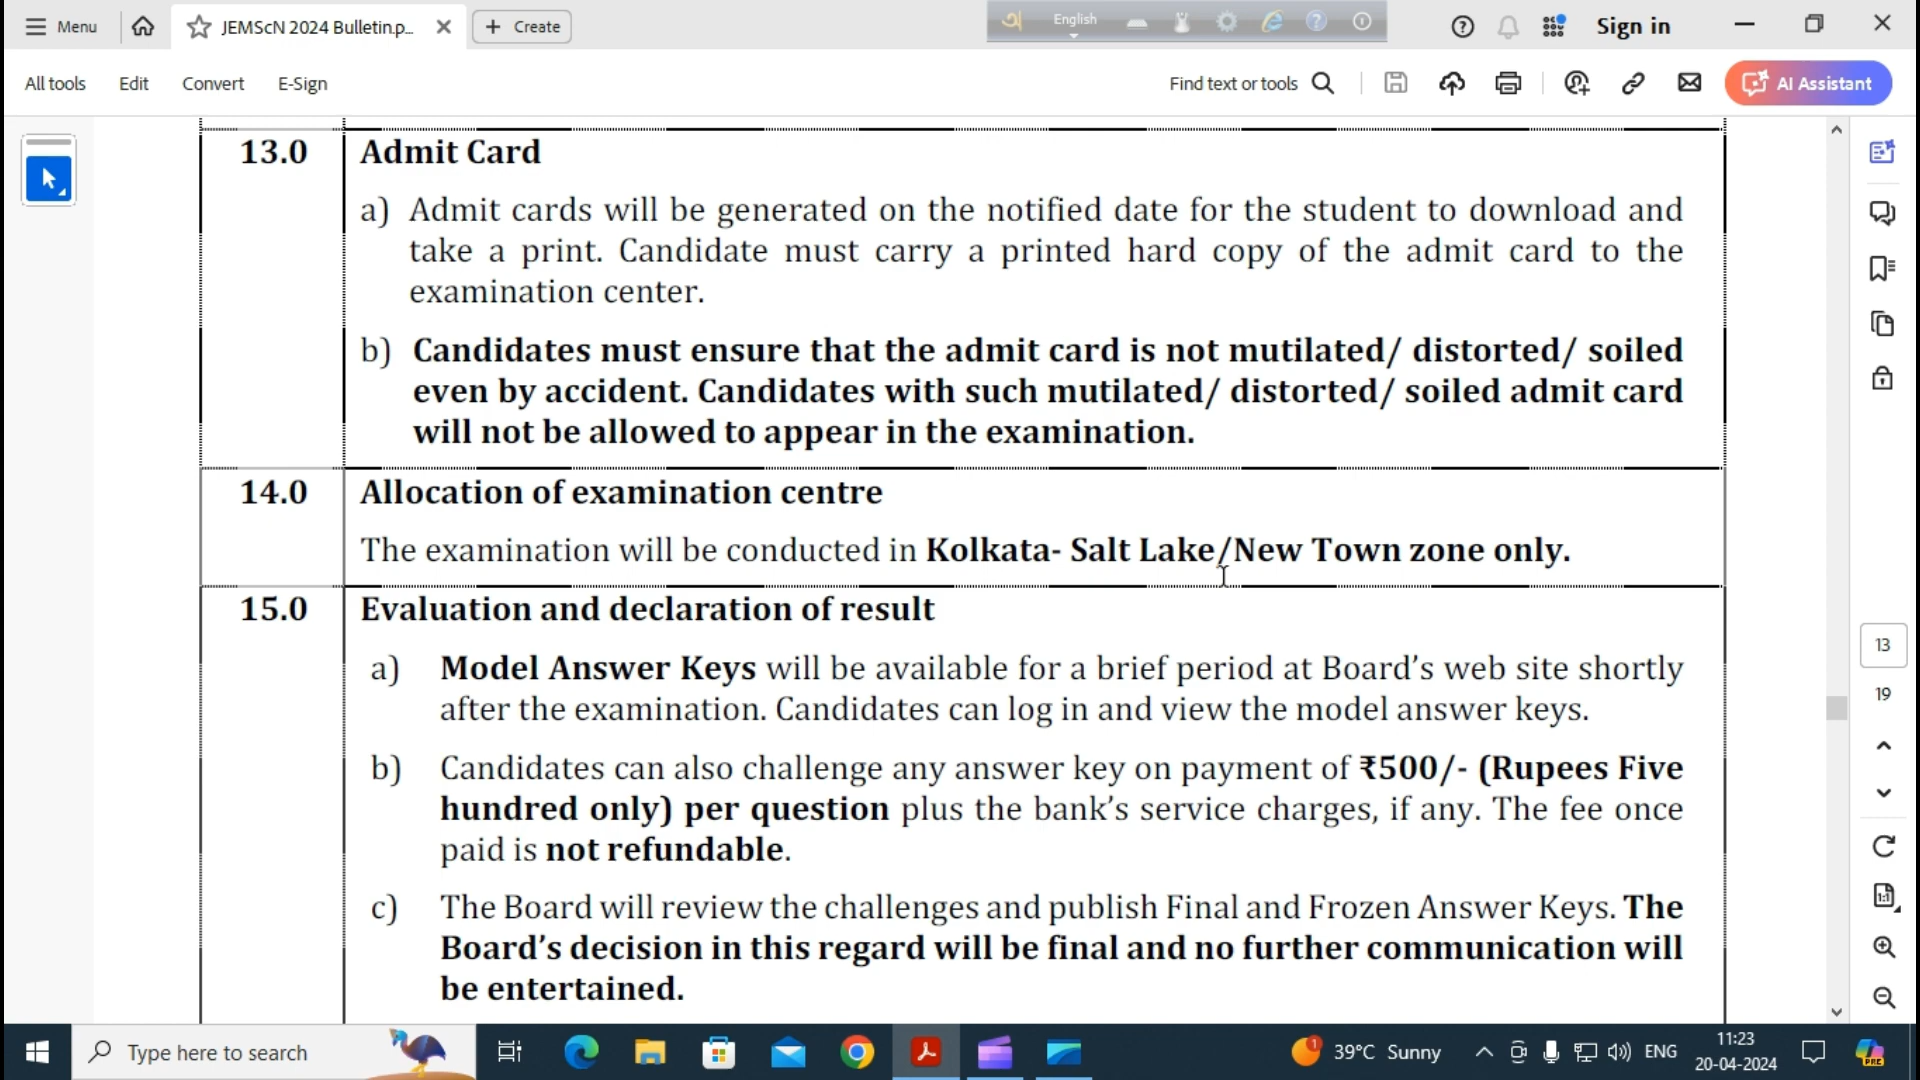 Menu
JEMScN 2024 Bulletin.p...
Create
English
Sign in
All tools
Edit
Convert
E-Sign
Find text or tools
AI Assistant
13.0 Admit Card
a) Admit cards will be generated on the notified date for the student to download and
take a print. Candidate must carry a printed hard copy of the admit card to the
examination center.
b) Candidates must ensure that the admit card is not mutilated/ distorted/ soiled
even by accident. Candidates with such mutilated/ distorted/ soiled admit card
will not be allowed to appear in the examination.
14.0 Allocation of examination centre
The examination will be conducted in Kolkata- Salt Lake/New Town zone only.
15.0 Evaluation and declaration of result
a) Model Answer Keys will be available for a brief period at Board's web site shortly
after the examination. Candidates can log in and view the model answer keys.
b) Candidates can also challenge any answer key on payment of ₹500/- (Rupees Five
hundred only) per question plus the bank's service charges, if any. The fee once
paid is not refundable.
c) The Board will review the challenges and publish Final and Frozen Answer Keys. The
Board's decision in this regard will be final and no further communication will
be entertained.
13
19
Type here to search
1
39°C Sunny
ENG
11:23
20-04-2024
PRE